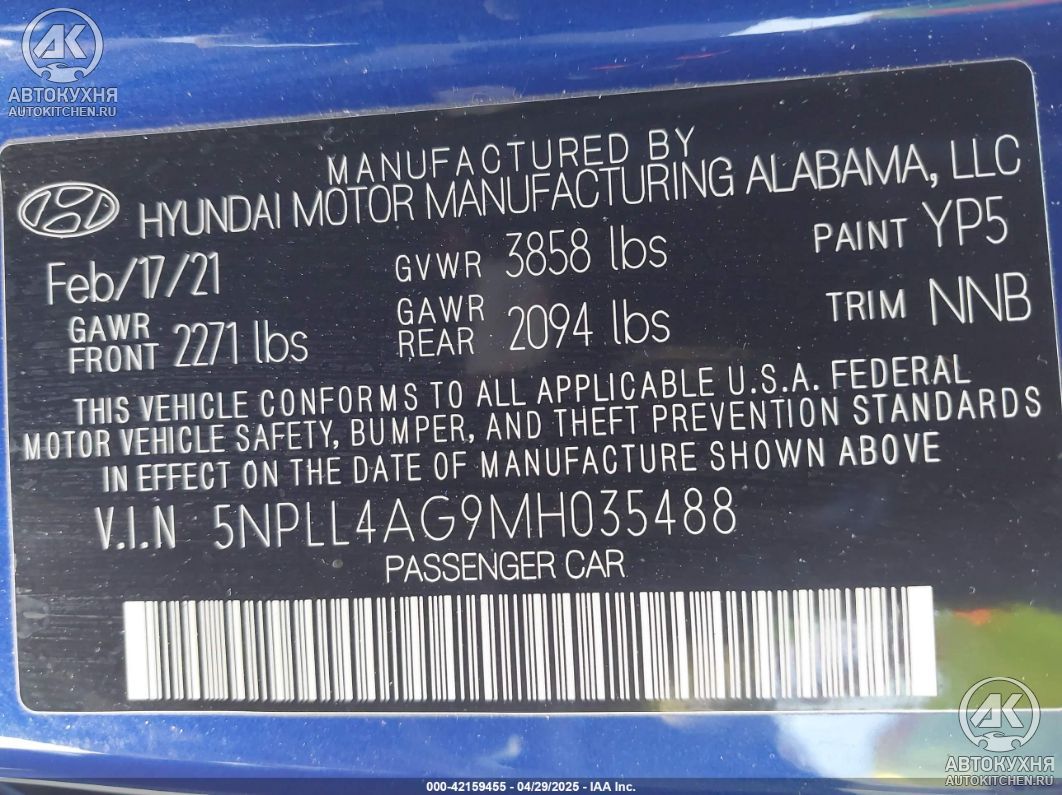 AK
АВТОКУХНЯ
AUTOKITCHEN.RU
MANUFACTURED BY
HYUNDAI MOTOR MANUFACTURING ALABAMA, LLC
Feb/17/21 GVWR 3858 lbs PAINT YP5
GAWR FRONT 2271 lbs GAWR REAR 2094 lbs TRIM NNB
THIS VEHICLE CONFORMS TO ALL APPLICABLE U.S.A. FEDERAL
MOTOR VEHICLE SAFETY, BUMPER, AND THEFT PREVENTION STANDARDS
IN EFFECT ON THE DATE OF MANUFACTURE SHOWN ABOVE
V.I.N 5NPLL4AG9MH035488
PASSENGER CAR
AK
АВТОКУХНЯ
AUTOKITCHEN.RU
000-42159455 - 04/29/2025 - IAA Inc.